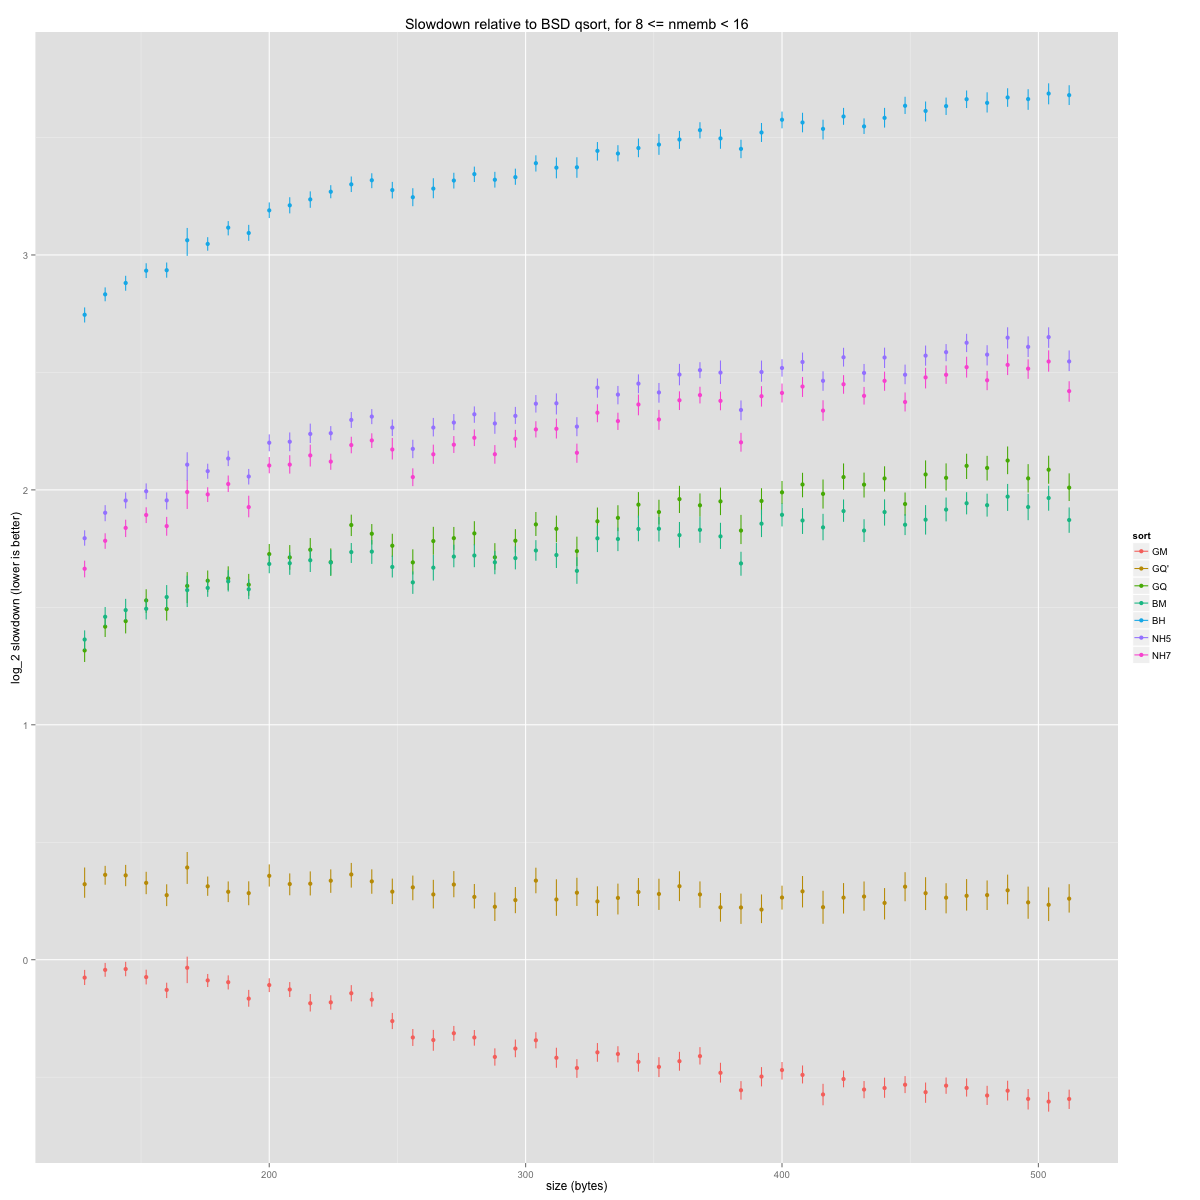 Slowdown relative to BSD qsort, for 8 <= nmemb < 16
log_2 slowdown (lower is better)
3
2
1
0
200
300
400
500
size (bytes)
sort
GM
GQ'
GQ
BM
BH
NH5
NH7